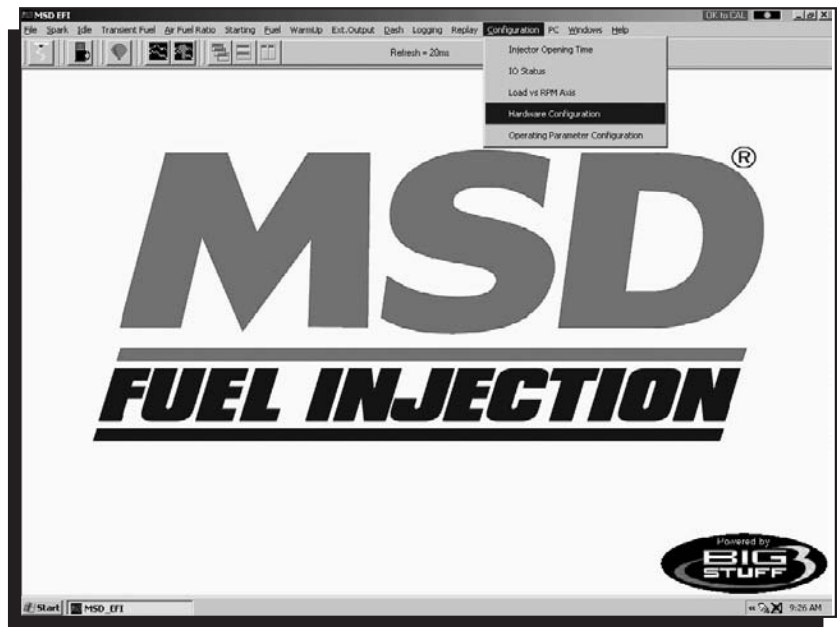 MSD EFI
OK to CAL
File Spark Idle Transient Fuel Air Fuel Ratio Starting Fuel WarmUp Ext.Output Dash Logging Replay Configuration PC Windows Help
Refresh = 20ms
Injector Opening Time
IO Status
Load vs RPM Axis
Hardware Configuration
Operating Parameter Configuration
MSD®
FUEL INJECTION
Powered by
BIG
STUFF
3
Start MSD_EFI
9:26 AM